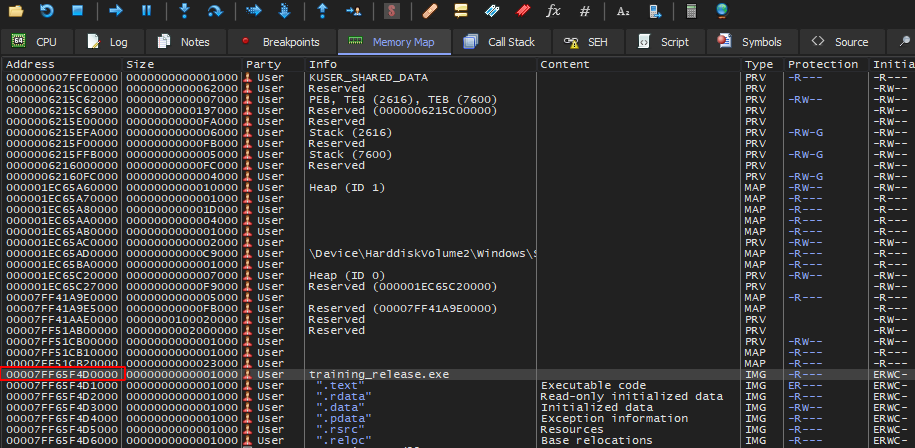 S fx # A₂
CPU Log Notes Breakpoints Memory Map Call Stack SEH Script Symbols Source
Address Size Party Info Content Type Protection Initia
000000007FFE0000 0000000000001000 User KUSER_SHARED_DATA PRV -R--- -R---
0000006215C00000 0000000000062000 User Reserved PRV -RW--
0000006215C62000 0000000000007000 User PEB, TEB (2616), TEB (7600) PRV -RW-- -RW--
0000006215C69000 0000000000197000 User Reserved (0000006215C00000) PRV -RW--
0000006215E00000 00000000000FA000 User Reserved PRV -RW--
0000006215EFA000 0000000000006000 User Stack (2616) PRV -RW-G -RW--
0000006215F00000 00000000000FB000 User Reserved PRV -RW--
0000006215FFB000 0000000000005000 User Stack (7600) PRV -RW-G -RW--
0000006216000000 00000000000FC000 User Reserved PRV -RW--
00000062160FC000 0000000000004000 User PRV -RW-G -RW--
000001EC65A60000 0000000000010000 User Heap (ID 1) MAP -RW-- -RW--
000001EC65A70000 0000000000001000 User MAP -R--- -R---
000001EC65A80000 000000000001D000 User MAP -R--- -R---
000001EC65AA0000 0000000000004000 User MAP -R--- -R---
000001EC65AB0000 0000000000001000 User MAP -R--- -R---
000001EC65AC0000 0000000000002000 User PRV -RW-- -RW--
000001EC65AD0000 00000000000C9000 User \Device\HarddiskVolume2\Windows\S MAP -R--- -R---
000001EC65BA0000 0000000000001000 User MAP -R--- -R---
000001EC65C20000 0000000000007000 User Heap (ID 0) PRV -RW-- -RW--
000001EC65C27000 00000000000F9000 User Reserved (000001EC65C20000) PRV -RW--
00007FF41A9E0000 0000000000005000 User MAP -R--- -R---
00007FF41A9E5000 00000000000FB000 User Reserved (00007FF41A9E0000) MAP -R---
00007FF41AAE0000 0000000100020000 User Reserved PRV -RW--
00007FF51AB00000 0000000002000000 User Reserved PRV -RW--
00007FF51CB00000 0000000000001000 User PRV -RW-- -RW--
00007FF51CB10000 0000000000001000 User MAP -R--- -R---
00007FF51CB20000 0000000000023000 User MAP -R--- -R---
00007FF65F4D0000 0000000000001000 User training_release.exe IMG -R--- ERWC-
00007FF65F4D1000 0000000000001000 User ".text" Executable code IMG ER--- ERWC-
00007FF65F4D2000 0000000000001000 User ".rdata" Read-only initialized data IMG -R--- ERWC-
00007FF65F4D3000 0000000000001000 User ".data" Initialized data IMG -RW-- ERWC-
00007FF65F4D4000 0000000000001000 User ".pdata" Exception information IMG -R--- ERWC-
00007FF65F4D5000 0000000000001000 User ".rsrc" Resources IMG -R--- ERWC-
00007FF65F4D6000 0000000000001000 User ".reloc" Base relocations IMG -R--- ERWC-